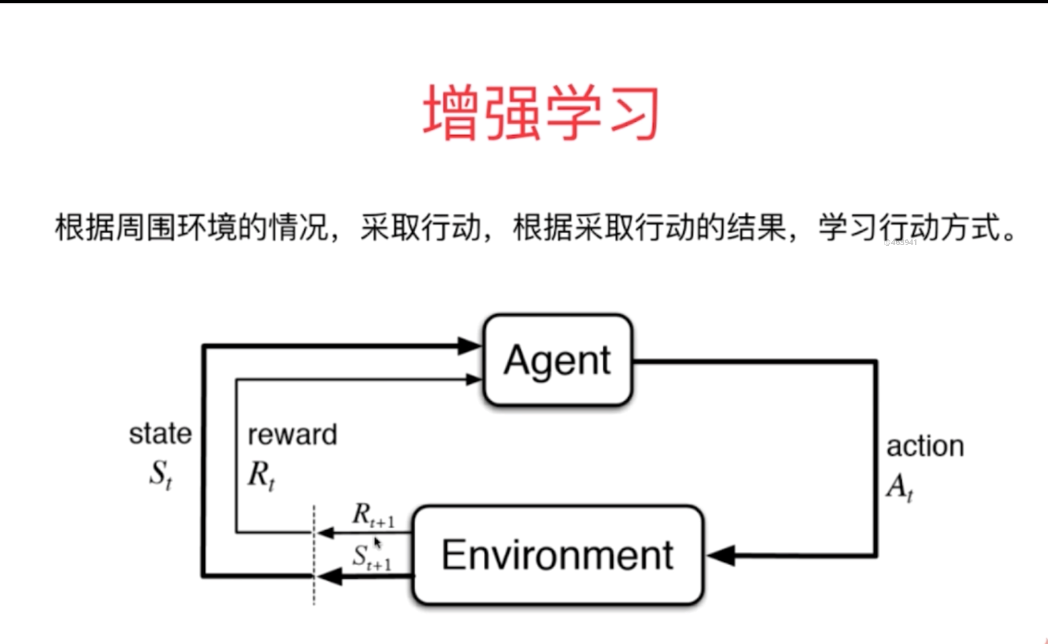 增强学习
根据周围环境的情况，采取行动，根据采取行动的结果，学习行动方式。
Agent
state
S_t
reward
R_t
action
A_t
R_{t+1}
S_{t+1}
Environment